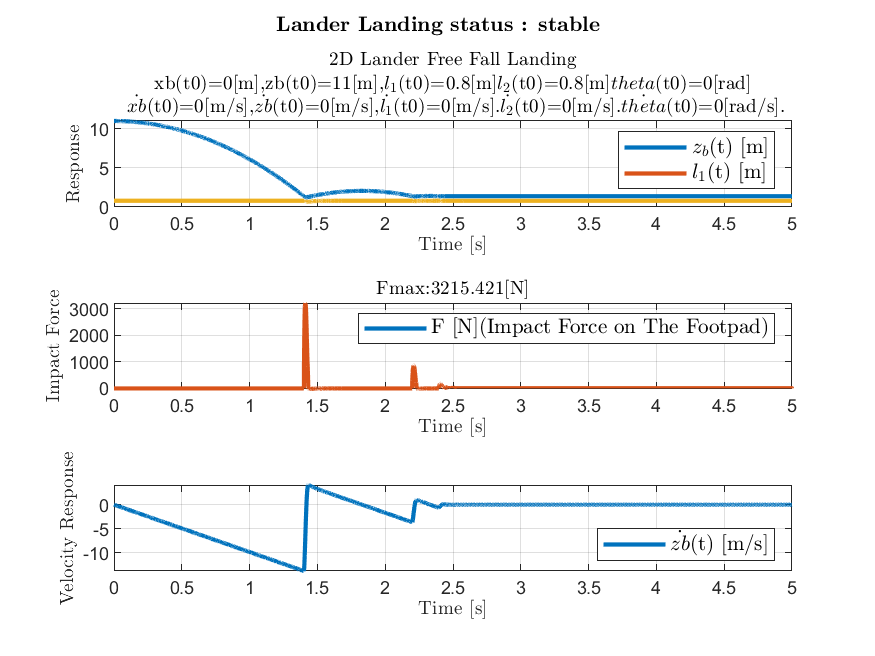 Lander Landing status : stable
2D Lander Free Fall Landing
xb(t0)=0[m],zb(t0)=11[m],l₁(t0)=0.8[m]l₂(t0)=0.8[m]theta(t0)=0[rad]
ẋb(t0)=0[m/s],żb(t0)=0[m/s],l̇₁(t0)=0[m/s].l̇₂(t0)=0[m/s].thėta(t0)=0[rad/s].
Response
10
5
0
z_b(t) [m]
l₁(t) [m]
0 0.5 1 1.5 2 2.5 3 3.5 4 4.5 5
Time [s]
Fmax:3215.421[N]
Impact Force
3000
2000
1000
0
F [N](Impact Force on The Footpad)
0 0.5 1 1.5 2 2.5 3 3.5 4 4.5 5
Time [s]
Velocity Response
0
-5
-10
żb(t) [m/s]
0 0.5 1 1.5 2 2.5 3 3.5 4 4.5 5
Time [s]